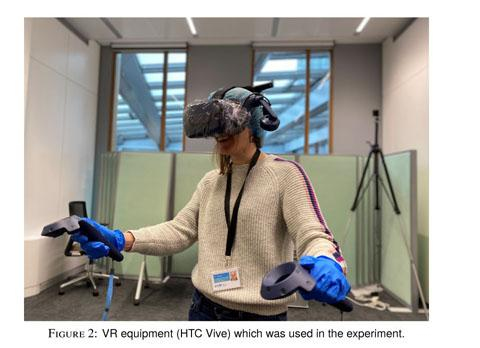 FIGURE 2: VR equipment (HTC Vive) which was used in the experiment.